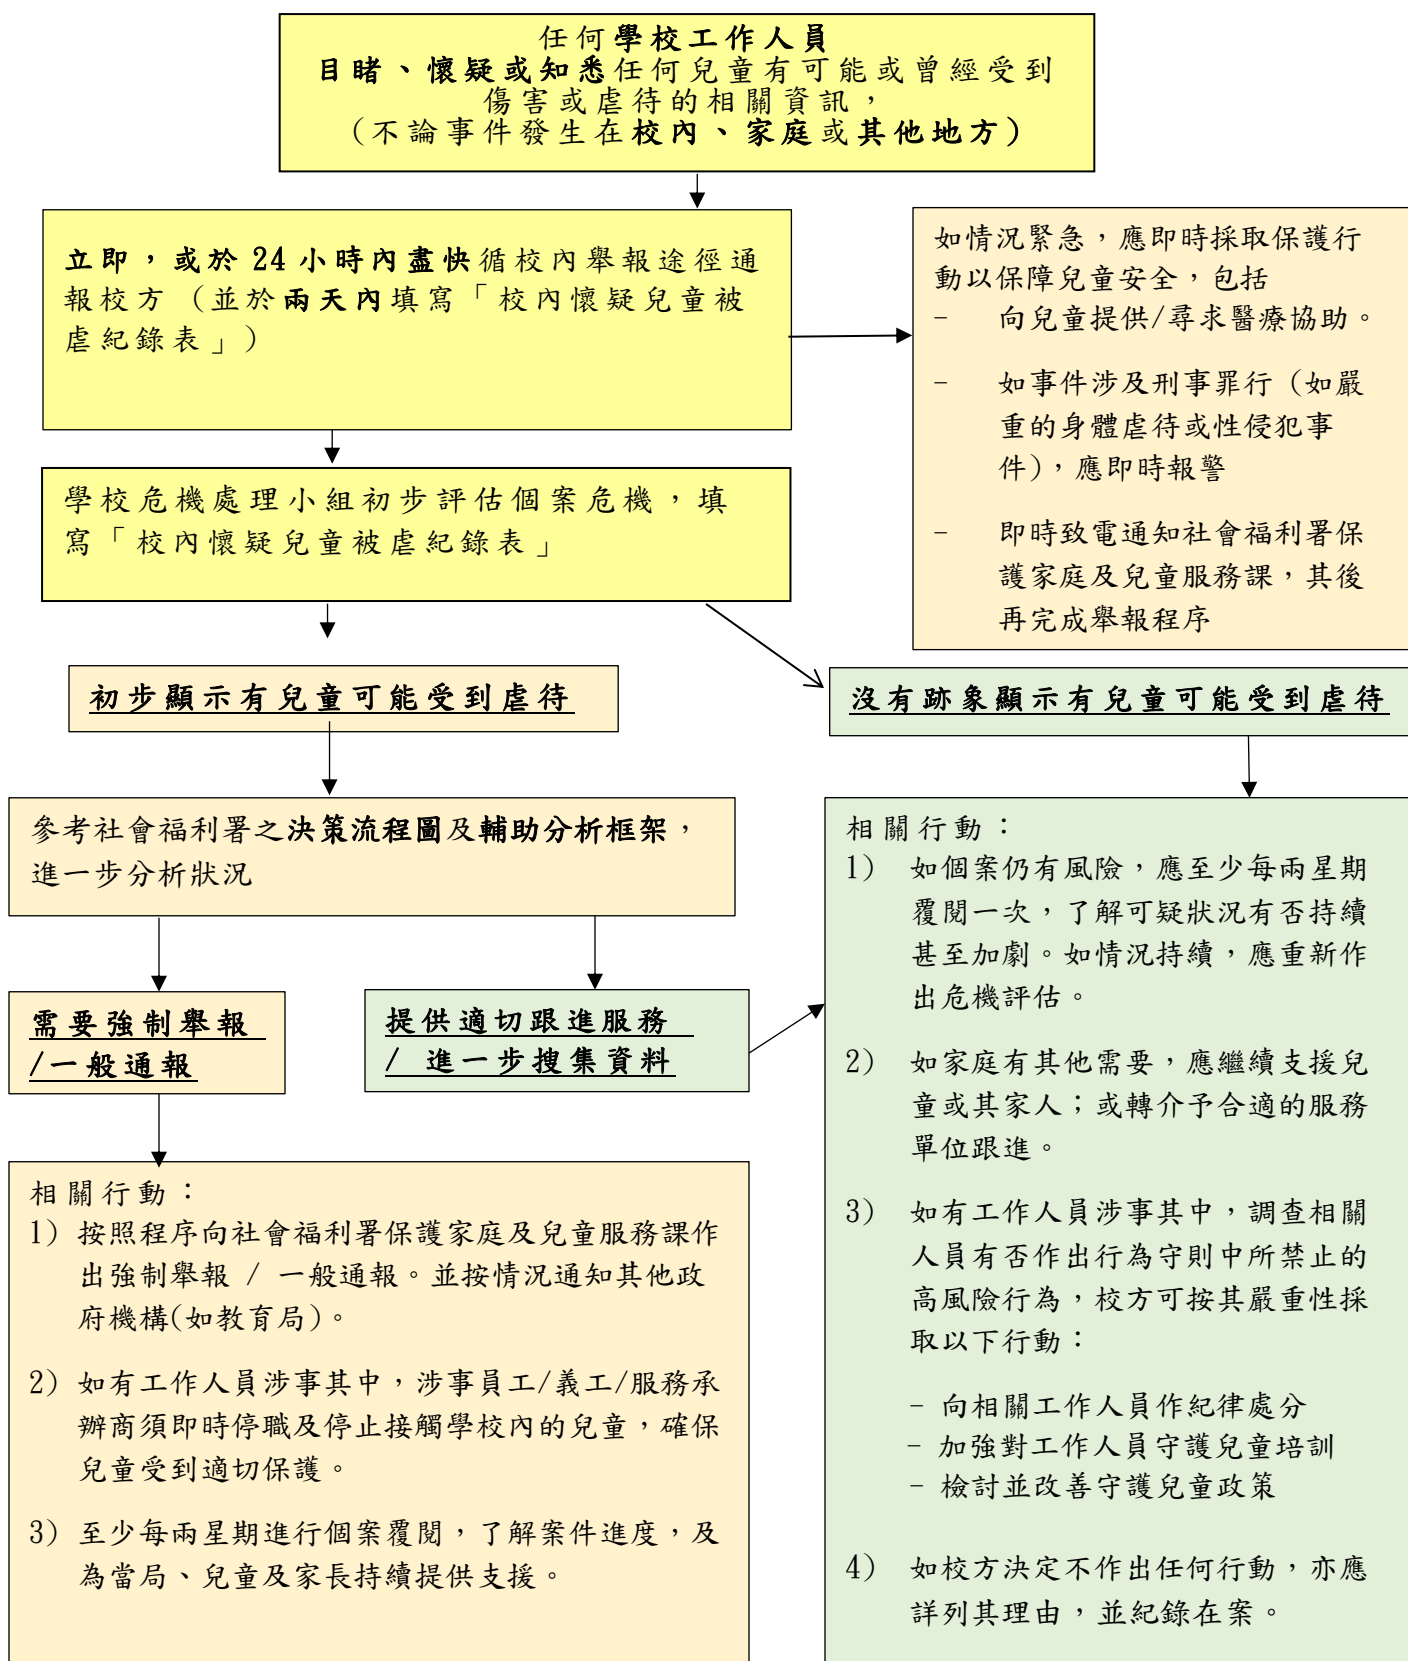 任何學校工作人員
目睹、懷疑或知悉任何兒童有可能或曾經受到
傷害或虐待的相關資訊，
（不論事件發生在校內、家庭或其他地方）
立即，或於 24 小時內盡快循校內舉報途徑通
報校方（並於兩天內填寫「校內懷疑兒童被
虐紀錄表」）
如情況緊急，應即時採取保護行
動以保障兒童安全，包括
- 向兒童提供/尋求醫療協助。
- 如事件涉及刑事罪行（如嚴
重的身體虐待或性侵犯事
件），應即時報警
- 即時致電通知社會福利署保
護家庭及兒童服務課，其後
再完成舉報程序
學校危機處理小組初步評估個案危機，填
寫「校內懷疑兒童被虐紀錄表」
初步顯示有兒童可能受到虐待
沒有跡象顯示有兒童可能受到虐待
參考社會福利署之決策流程圖及輔助分析框架，
進一步分析狀況
需要強制舉報
/一般通報
提供適切跟進服務
/ 進一步搜集資料
相關行動：
1) 按照程序向社會福利署保護家庭及兒童服務課作
出強制舉報 / 一般通報。並按情況通知其他政
府機構(如教育局)。
2) 如有工作人員涉事其中，涉事員工/義工/服務承
辦商須即時停職及停止接觸學校內的兒童，確保
兒童受到適切保護。
3) 至少每兩星期進行個案覆閱，了解案件進度，及
為當局、兒童及家長持續提供支援。
相關行動：
1) 如個案仍有風險，應至少每兩星期
覆閱一次，了解可疑狀況有否持續
甚至加劇。如情況持續，應重新作
出危機評估。
2) 如家庭有其他需要，應繼續支援兒
童或其家人；或轉介予合適的服務
單位跟進。
3) 如有工作人員涉事其中，調查相關
人員有否作出行為守則中所禁止的
高風險行為，校方可按其嚴重性採
取以下行動：
- 向相關工作人員作紀律處分
- 加強對工作人員守護兒童培訓
- 檢討並改善守護兒童政策
4) 如校方決定不作出任何行動，亦應
詳列其理由，並紀錄在案。